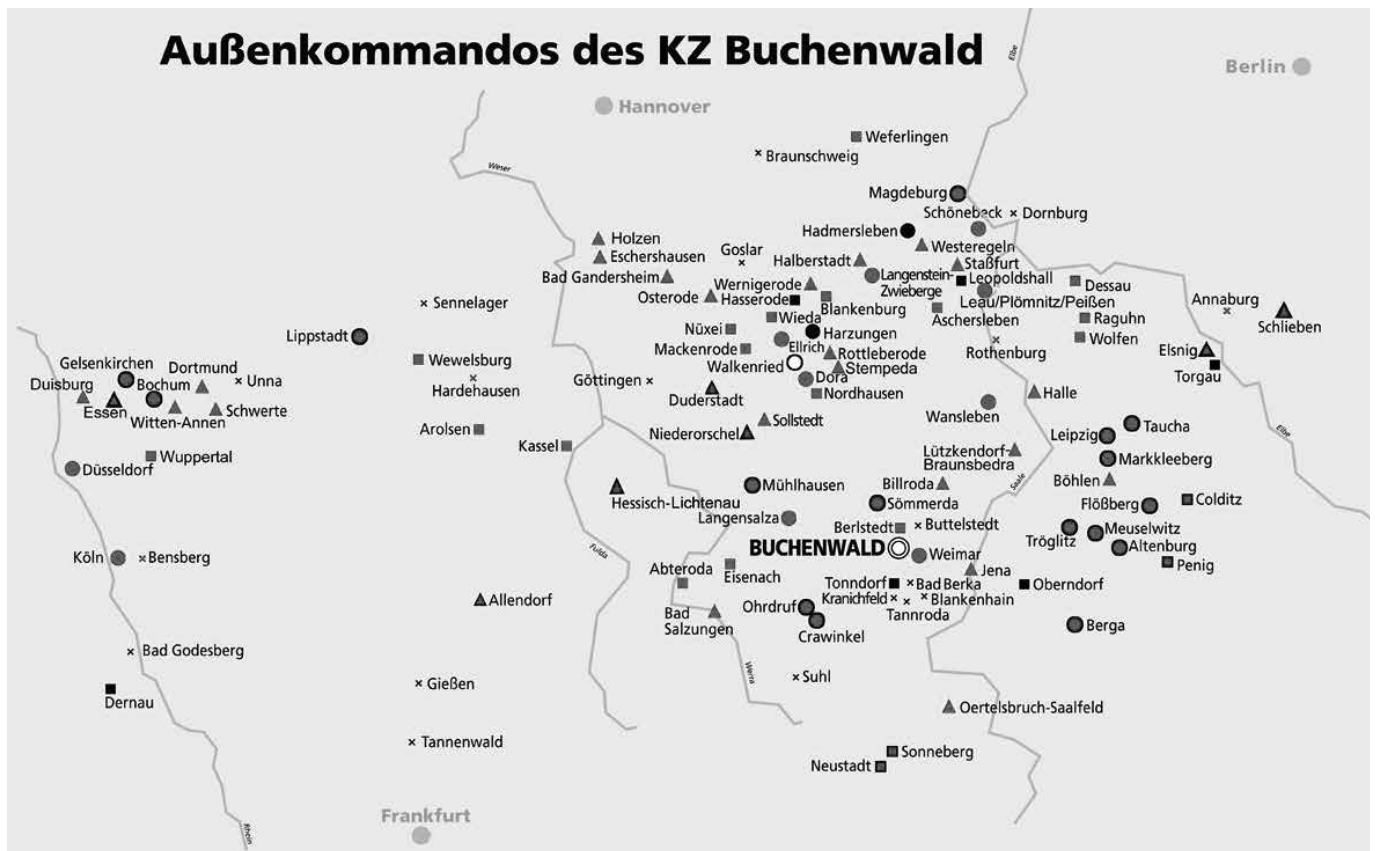 Außenkommandos des KZ Buchenwald
Elbe
Berlin
Hannover
Weferlingen
Braunschweig
Weser
Magdeburg
Schönebeck
Dornburg
Hadmersleben
Holzen
Westeregeln
Eschershausen
Goslar
Halberstadt
Staßfurt
Bad Gandersheim
Langenstein-
Zwieberge
Leopoldshall
Wernigerode
Dessau
Osterode
Hasserode
Blankenburg
Leau/Plömnitz/Peißen
Annaburg
Sennelager
Aschersleben
Raguhn
Schlieben
Wieda
Lippstadt
Nüxei
Harzungen
Wolfen
Mackenrode
Ellrich
Rottleberode
Rothenburg
Elsnig
Gelsenkirchen
Dortmund
Wewelsburg
Walkenried
Stempeda
Torgau
Duisburg
Bochum
Unna
Hardehausen
Göttingen
Dora
Nordhausen
Halle
Essen
Schwerte
Duderstadt
Witten-Annen
Sollstedt
Wansleben
Taucha
Arolsen
Niederorschel
Leipzig
Elbe
Kassel
Lützkendorf-
Braunsbedra
Wuppertal
Markkleeberg
Düsseldorf
Saale
Böhlen
Mühlhausen
Billroda
Hessisch-Lichtenau
Sömmerda
Flößberg
Colditz
Langensalza
Berlstedt
Buttelstedt
Meuselwitz
Tröglitz
Fulda
BUCHENWALD
Weimar
Altenburg
Köln
Bensberg
Penig
Abteroda
Eisenach
Jena
Tonndorf
Bad Berka
Oberndorf
Allendorf
Kranichfeld
Blankenhain
Bad
Salzungen
Ohrdruf
Tannroda
Crawinkel
Berga
Bad Godesberg
Werra
Suhl
Gießen
Dernau
Oertelsbruch-Saalfeld
Tannenwald
Sonneberg
Neustadt
Frankfurt
Rhein